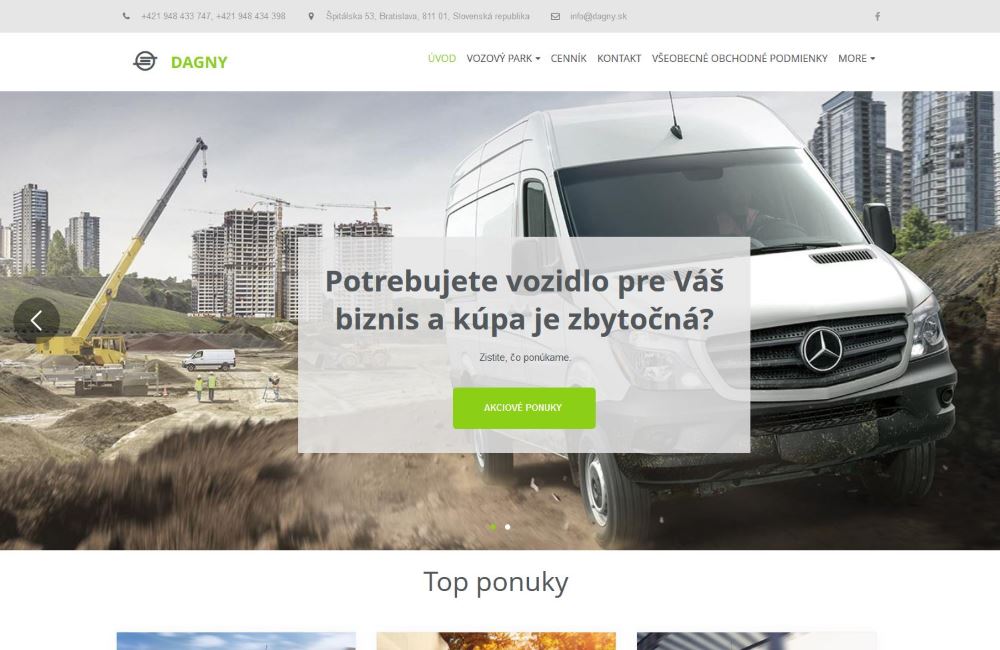 +421 948 433 747, +421 948 434 398
Špitálska 53, Bratislava, 811 01, Slovenská republika
info@dagny.sk
DAGNY
ÚVOD
VOZOVÝ PARK
CENNÍK
KONTAKT
VŠEOBECNÉ OBCHODNÉ PODMIENKY
MORE
Potrebujete vozidlo pre Váš
biznis a kúpa je zbytočná?
Zistite, čo ponúkame.
AKCIOVÉ PONUKY
Top ponuky